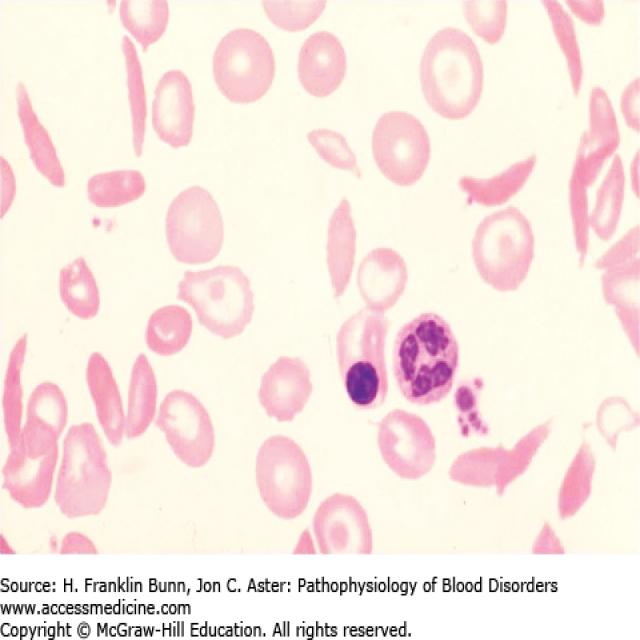 Source: H. Franklin Bunn, Jon C. Aster: Pathophysiology of Blood Disorders
www.accessmedicine.com
Copyright © McGraw-Hill Education. All rights reserved.